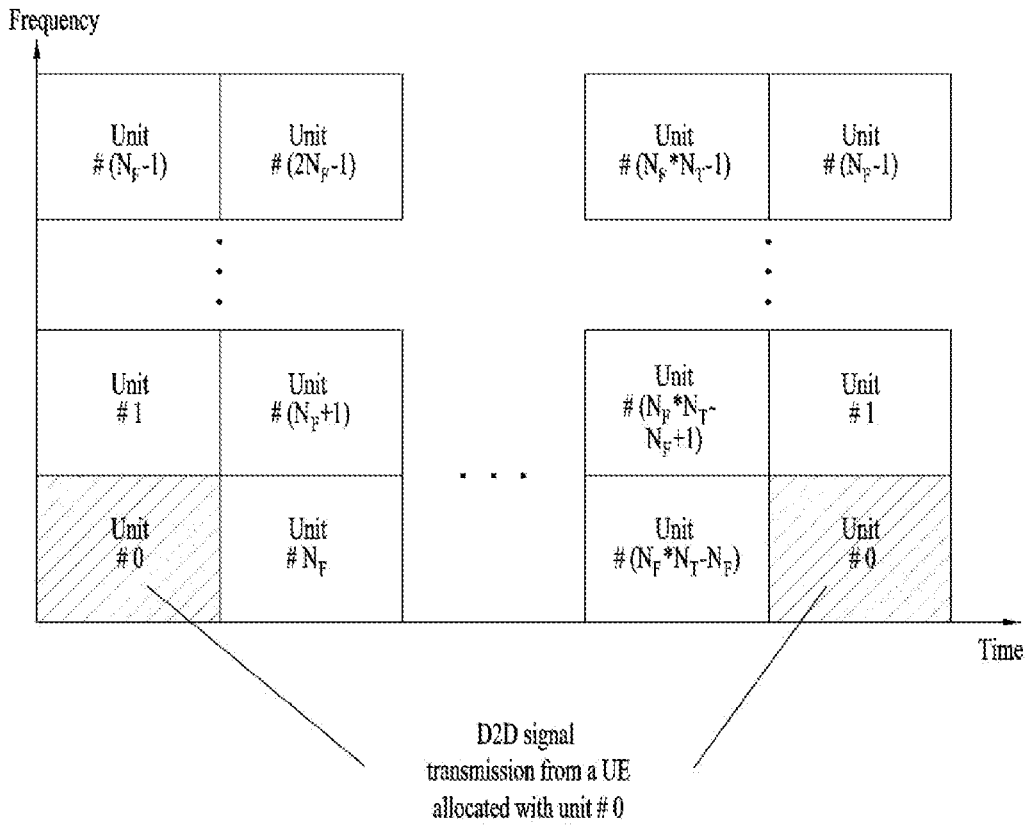 Frequency
Unit
# (N_F-1)
Unit
# (2N_F-1)
Unit
# (N_F*N_T-1)
Unit
# (N_F-1)
Unit
# 1
Unit
# (N_F+1)
Unit
# (N_F*N_T-
N_F+1)
Unit
# 1
Unit
# 0
Unit
# N_F
Unit
# (N_F*N_T-N_F)
Unit
# 0
Time
D2D signal
transmission from a UE
allocated with unit # 0